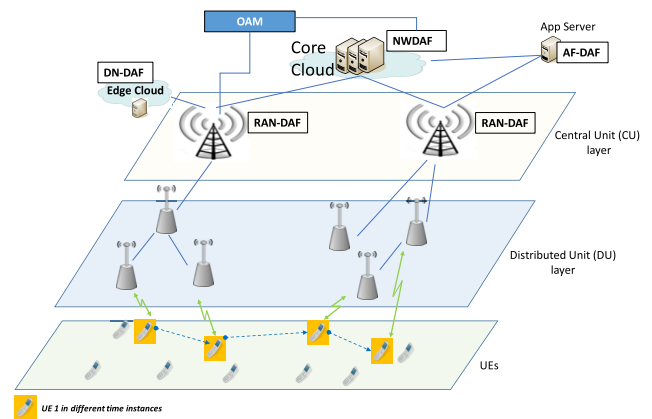 OAM
App Server
Core
Cloud
NWDAF
AF-DAF
DN-DAF
Edge Cloud
RAN-DAF
RAN-DAF
Central Unit (CU)
layer
Distributed Unit (DU)
layer
UEs
UE 1 in different time instances